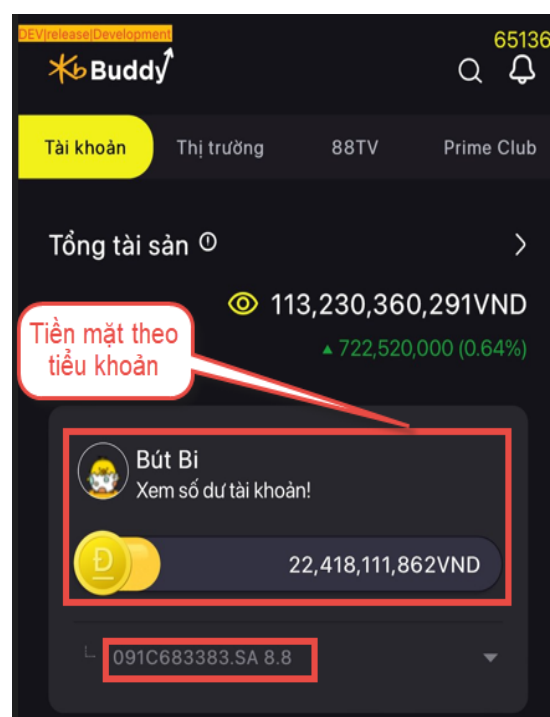 DEV|release|Development
65136
Kb Buddy
Tài khoản Thị trường 88TV Prime Club
Tổng tài sản
113,230,360,291VND
▲ 722,520,000 (0.64%)
Tiền mặt theo
tiểu khoản
Bút Bi
Xem số dư tài khoản!
Đ
22,418,111,862VND
091C683383.SA 8.8